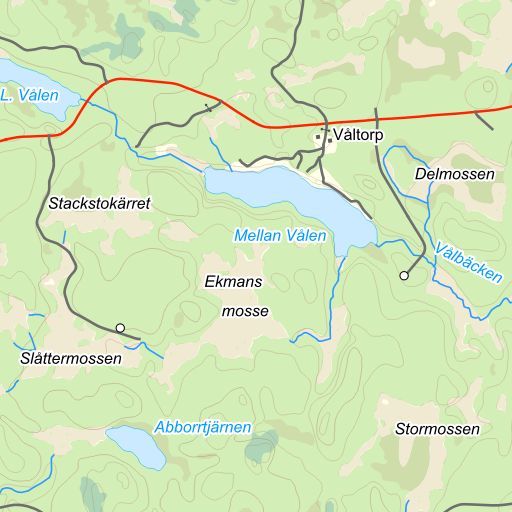 L. Vålen
Våltorp
Delmossen
Stackstokärret
Mellan Vålen
Vålbäcken
Ekmans
mosse
Slåttermossen
Abborrtjärnen
Stormossen